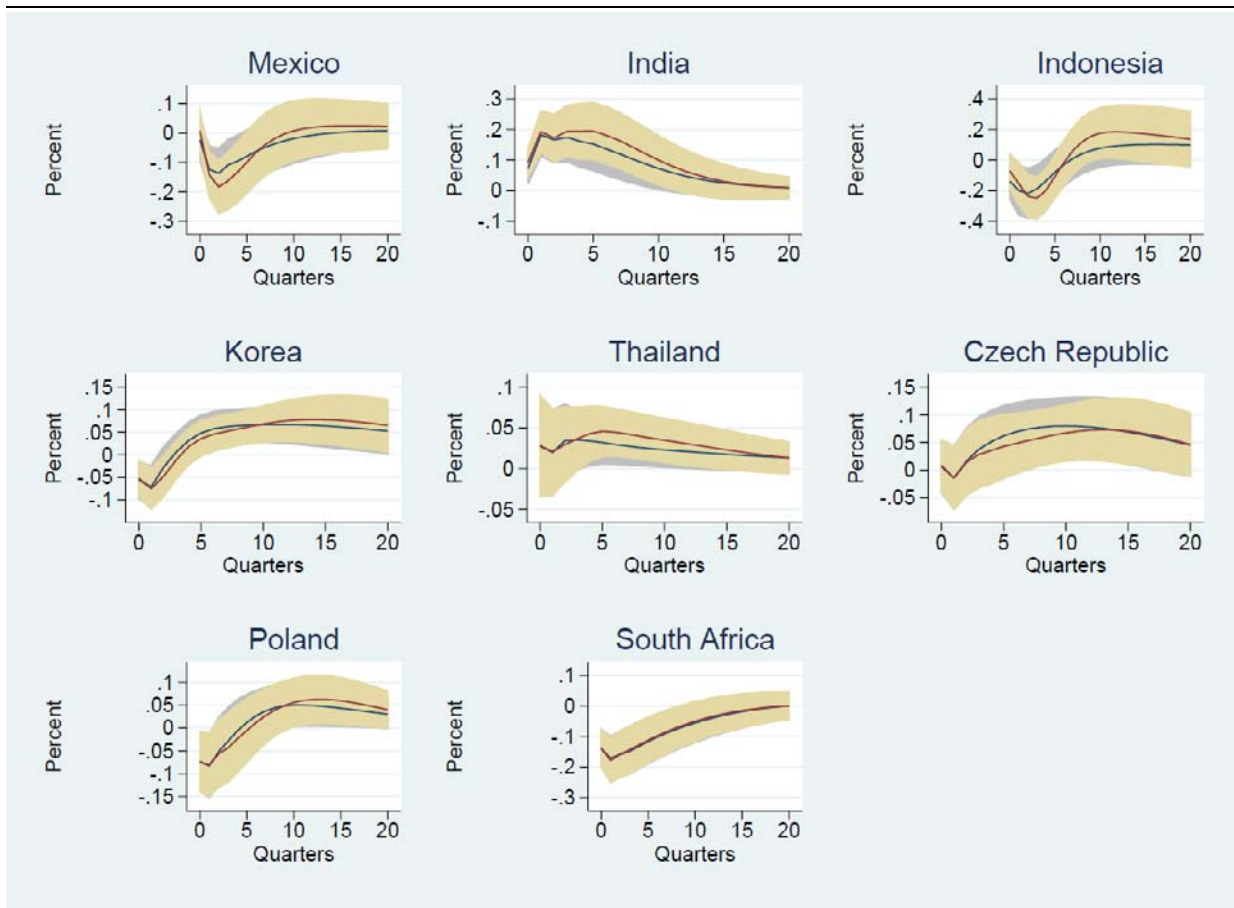 Mexico
Percent
.1
0
-.1
-.2
-.3
0 5 10 15 20
Quarters
India
Percent
.3
.2
.1
0
-.1
0 5 10 15 20
Quarters
Indonesia
Percent
.4
.2
0
-.2
-.4
0 5 10 15 20
Quarters
Korea
Percent
.15
.1
.05
0
-.05
-.1
0 5 10 15 20
Quarters
Thailand
Percent
.1
.05
0
-.05
0 5 10 15 20
Quarters
Czech Republic
Percent
.15
.1
.05
0
-.05
0 5 10 15 20
Quarters
Poland
Percent
.1
.05
0
-.05
-.1
-.15
0 5 10 15 20
Quarters
South Africa
Percent
.1
0
-.1
-.2
-.3
0 5 10 15 20
Quarters